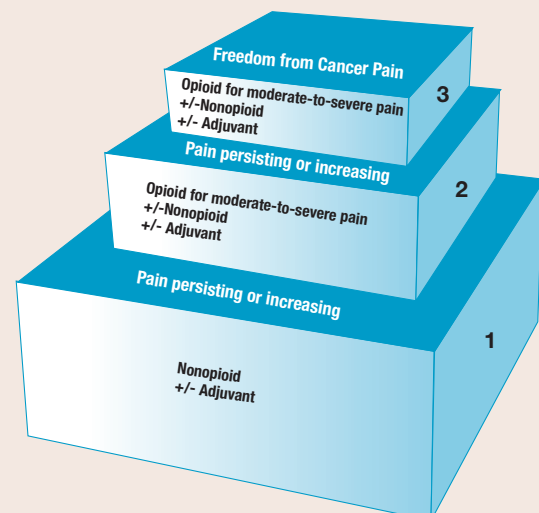 Freedom from Cancer Pain
Opioid for moderate-to-severe pain
+/-Nonopioid
+/- Adjuvant
3
Pain persisting or increasing
Opioid for moderate-to-severe pain
+/-Nonopioid
+/- Adjuvant
2
Pain persisting or increasing
Nonopioid
+/- Adjuvant
1